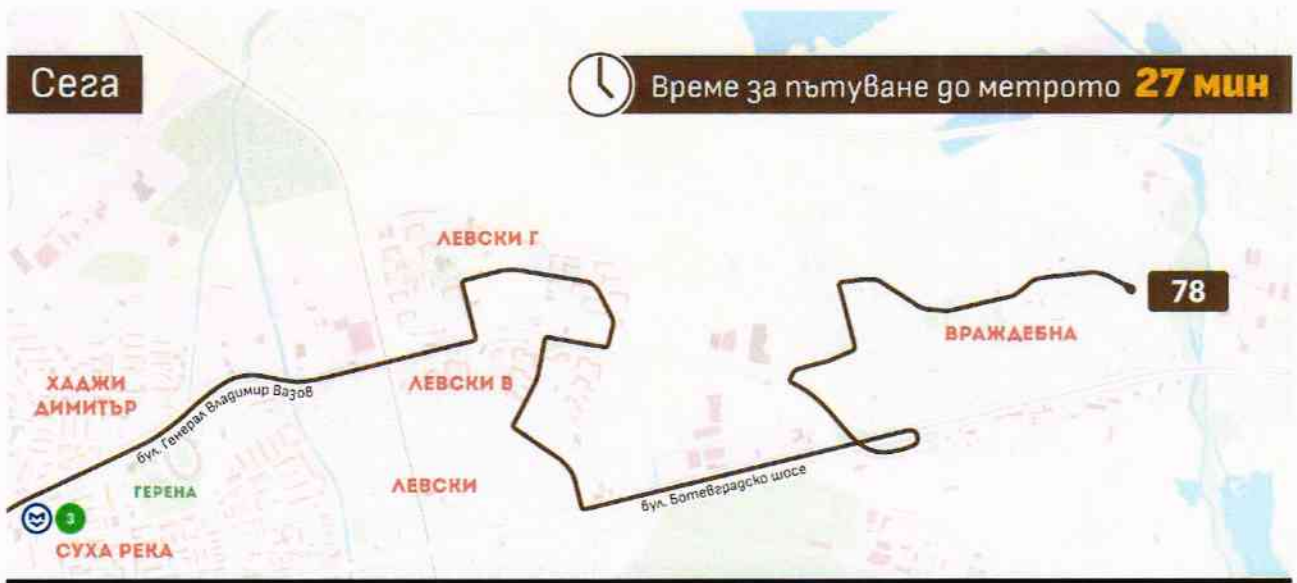 Сега
Време за пътуване до метрото 27 мин
ЛЕВСКИ Г
78
ВРАЖДЕБНА
ХАДЖИ
ДИМИТЪР
бул. Генерал Владимир Вазов
ЛЕВСКИ В
ГЕРЕНА
ЛЕВСКИ
бул. Ботевградско шосе
3
СУХА РЕКА